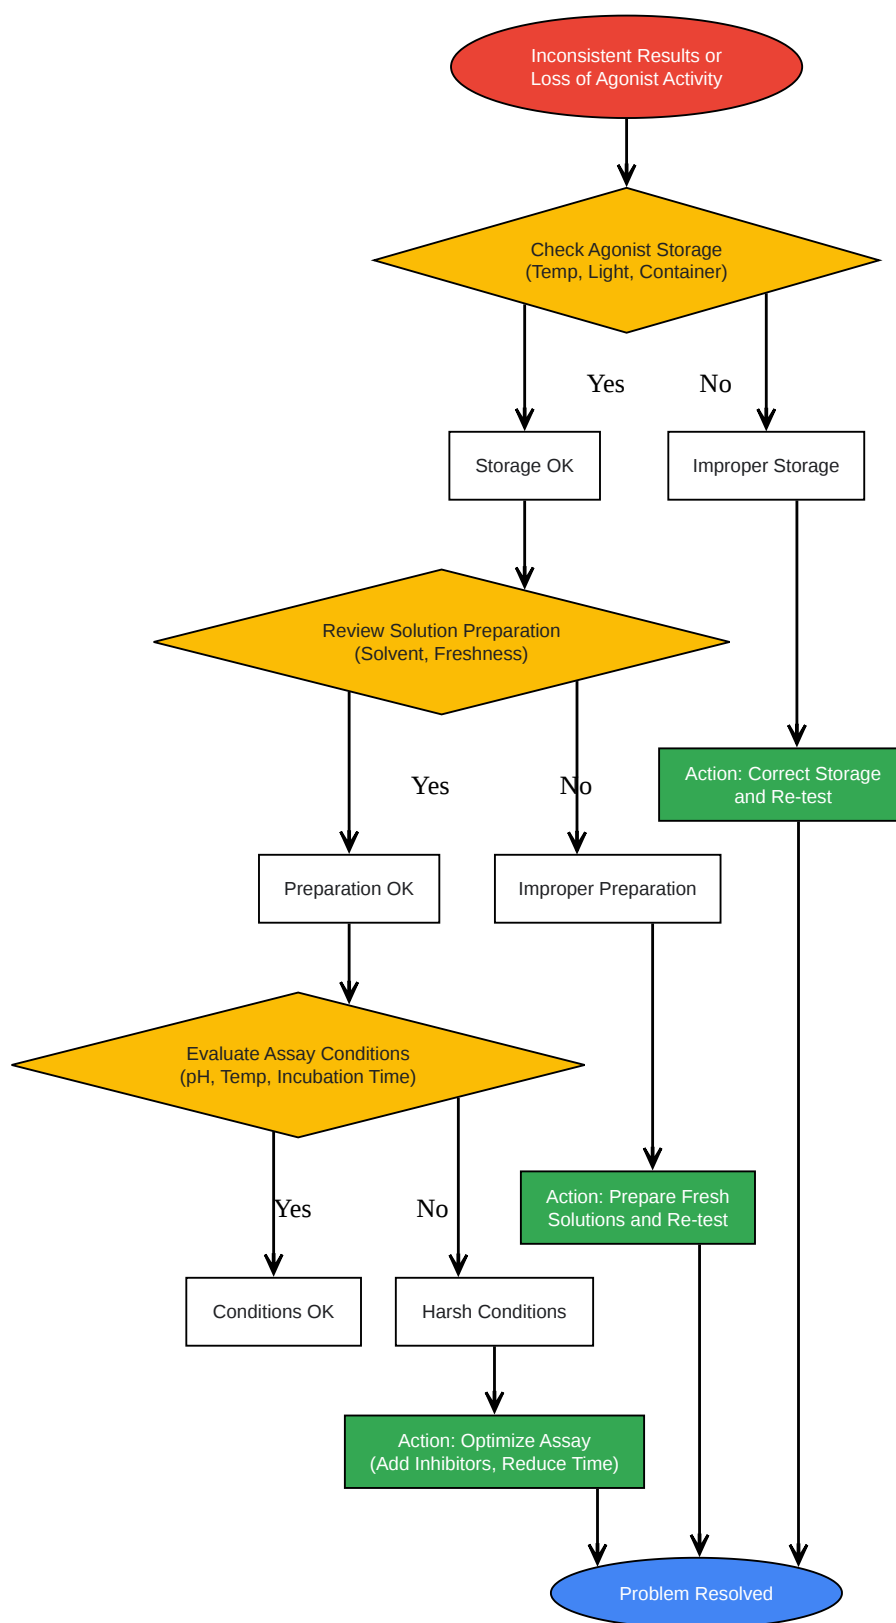 Inconsistent Results or
Loss of Agonist Activity
Check Agonist Storage
(Temp, Light, Container)
Yes
No
Storage OK
Improper Storage
Review Solution Preparation
(Solvent, Freshness)
Action: Correct Storage
and Re-test
Yes
No
Preparation OK
Improper Preparation
Evaluate Assay Conditions
(pH, Temp, Incubation Time)
Action: Prepare Fresh
Solutions and Re-test
Yes
No
Conditions OK
Harsh Conditions
Action: Optimize Assay
(Add Inhibitors, Reduce Time)
Problem Resolved